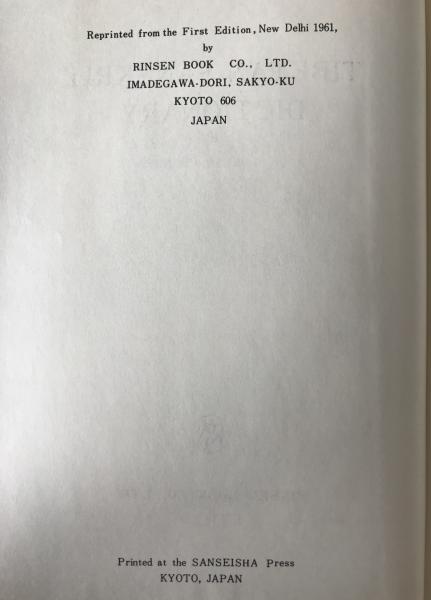 Reprinted from the First Edition, New Delhi 1961,
by
RINSEN BOOK CO., LTD.
IMADEGAWA-DORI, SAKYO-KU
KYOTO 606
JAPAN
Printed at the SANSEISHA Press
KYOTO, JAPAN